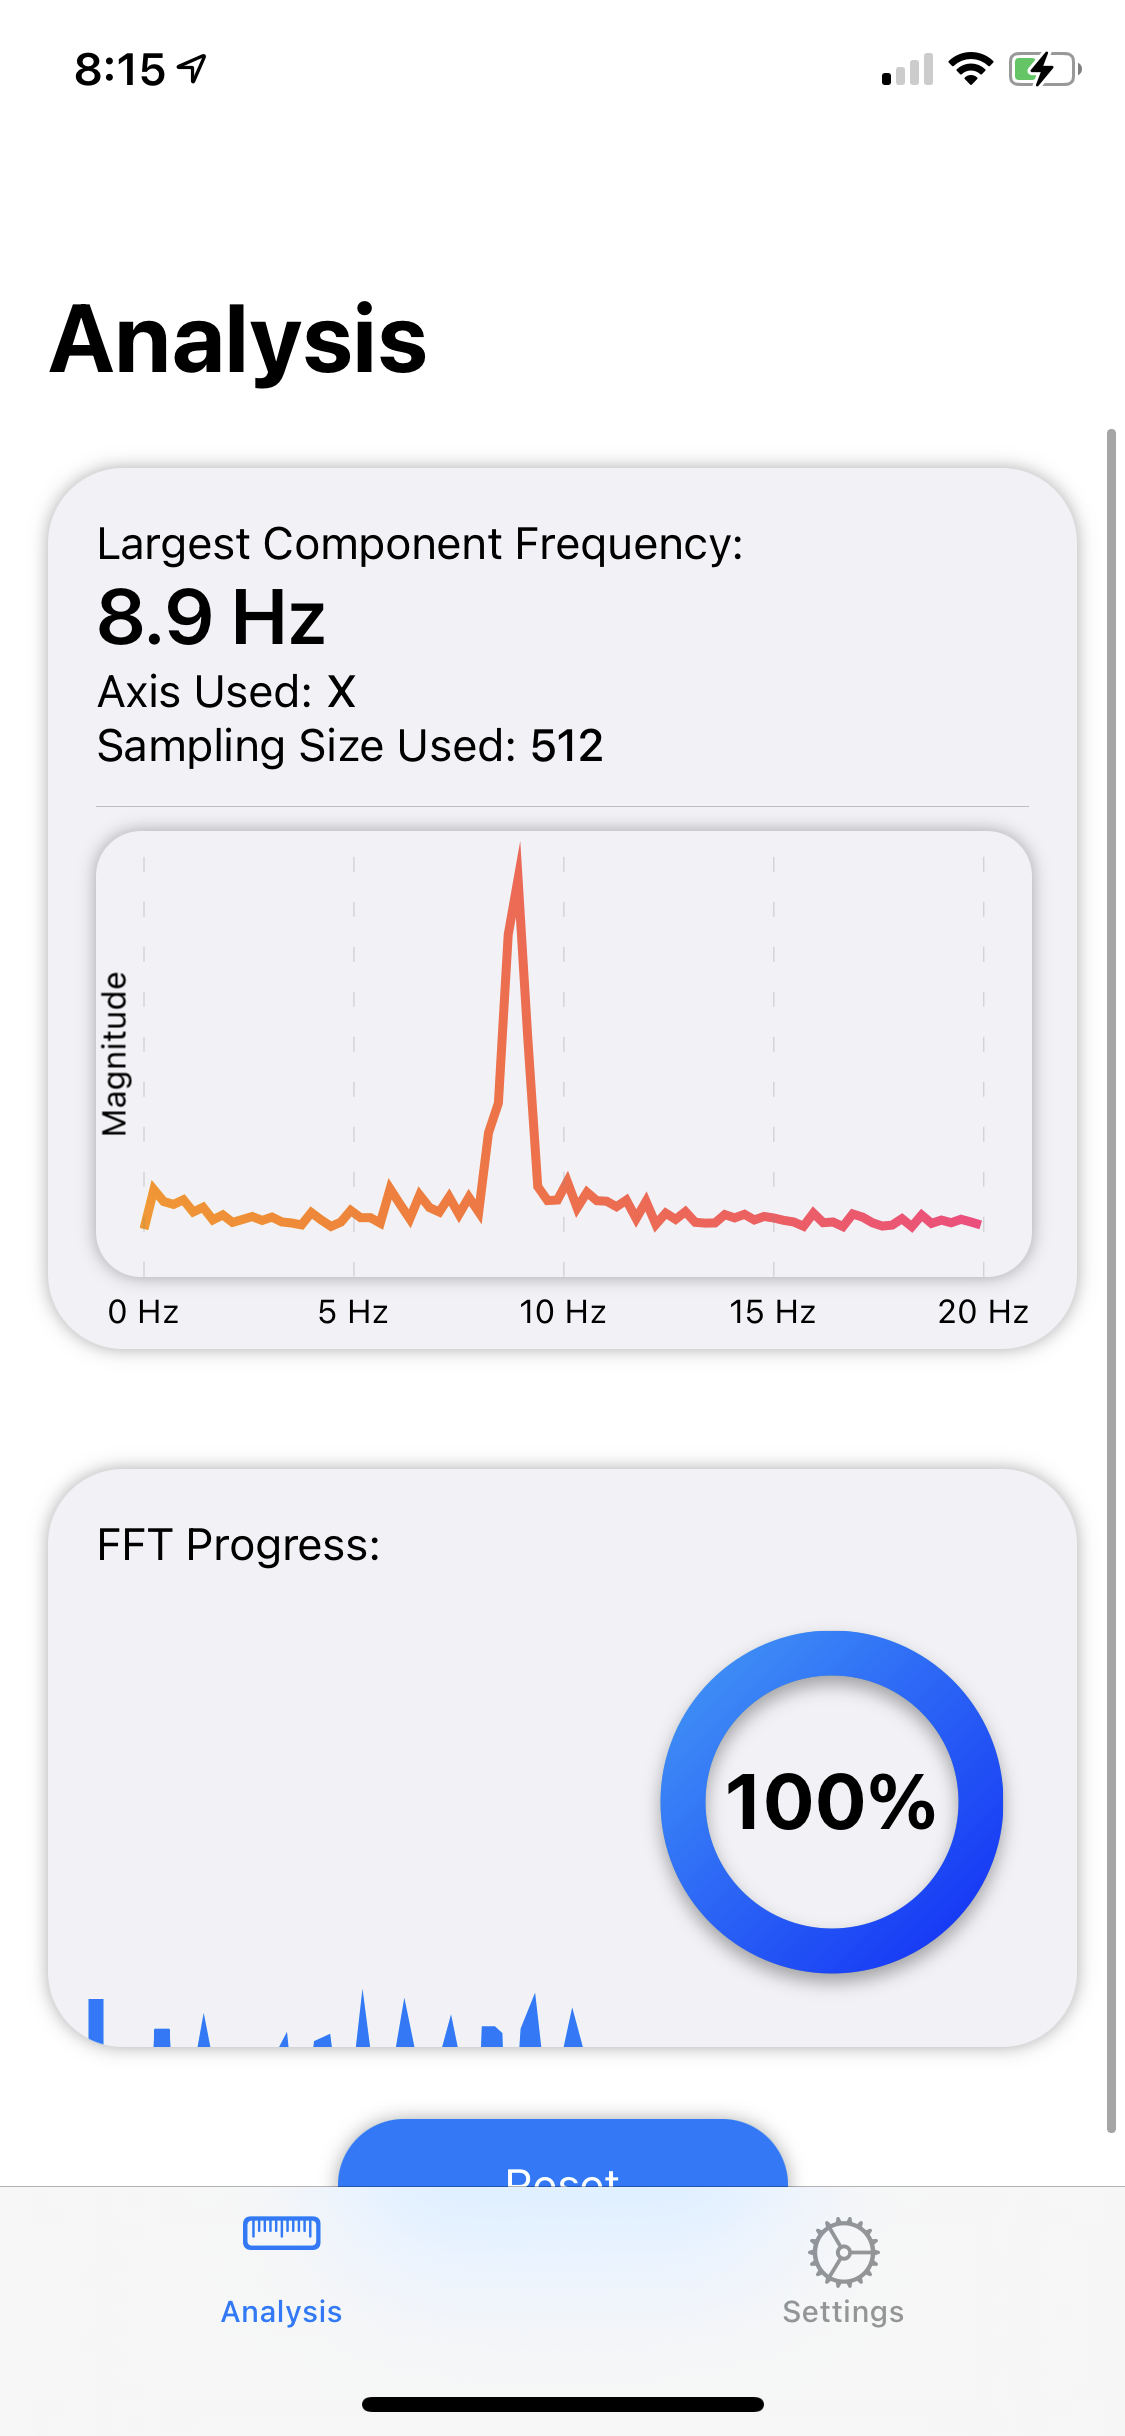 8:15
Analysis
Largest Component Frequency:
8.9 Hz
Axis Used: X
Sampling Size Used: 512
Magnitude
0 Hz 5 Hz 10 Hz 15 Hz 20 Hz
FFT Progress:
100%
Reset
Analysis Settings